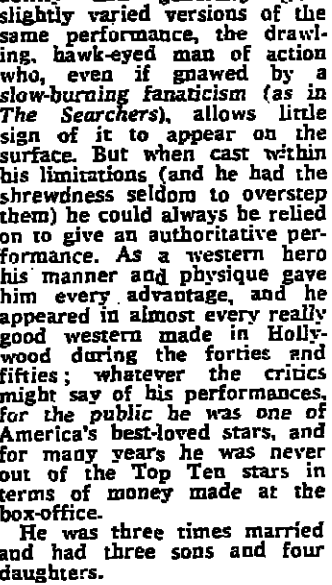 slightly varied versions of the
same performance, the drawl-
ing, hawk-eyed man of action
who, even if gnawed by a
slow-burning fanaticism (as in
The Searchers), allows little
sign of it to appear on the
surface. But when cast within
his limitations (and he had the
shrewdness seldom to overstep
them) he could always be relied
on to give an authoritative per-
formance. As a western hero
his manner and physique gave
him every advantage, and he
appeared in almost every really
good western made in Holly-
wood during the forties and
fifties; whatever the critics
might say of his performances,
for the public he was one of
America's best-loved stars, and
for many years he was never
out of the Top Ten stars in
terms of money made at the
box-office.
He was three times married
and had three sons and four
daughters.